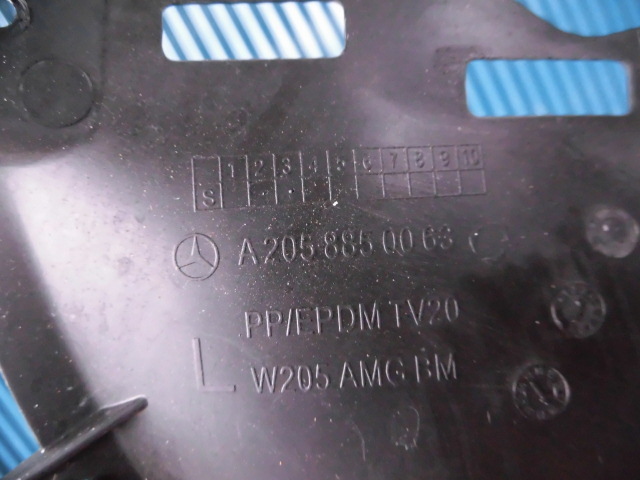 1 2 3 4 5 6 7 8 9 10
S
A 205 885 00 63
PP/EPDM TV20
L W205 AMG BM